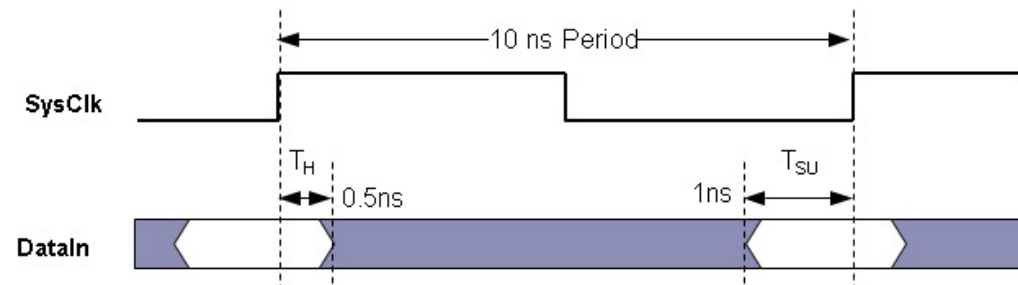 10 ns Period
SysClk
TH
TSU
0.5ns
1ns
DataIn